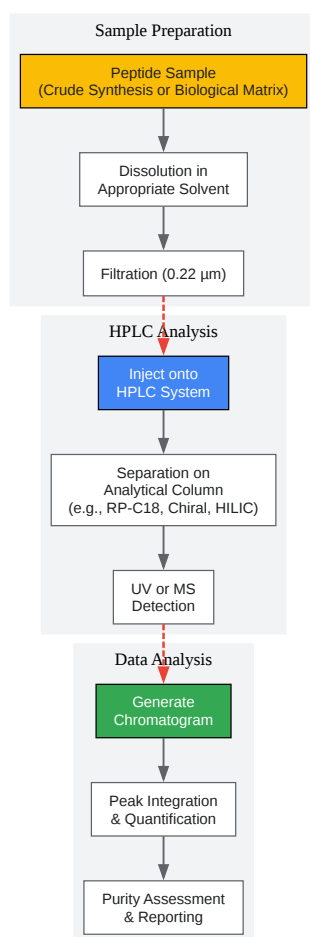 Sample Preparation
Peptide Sample
(Crude Synthesis or Biological Matrix)
Dissolution in
Appropriate Solvent
Filtration (0.22 µm)
HPLC Analysis
Inject onto
HPLC System
Separation on
Analytical Column
(e.g., RP-C18, Chiral, HILIC)
UV or MS
Detection
Data Analysis
Generate
Chromatogram
Peak Integration
& Quantification
Purity Assessment
& Reporting